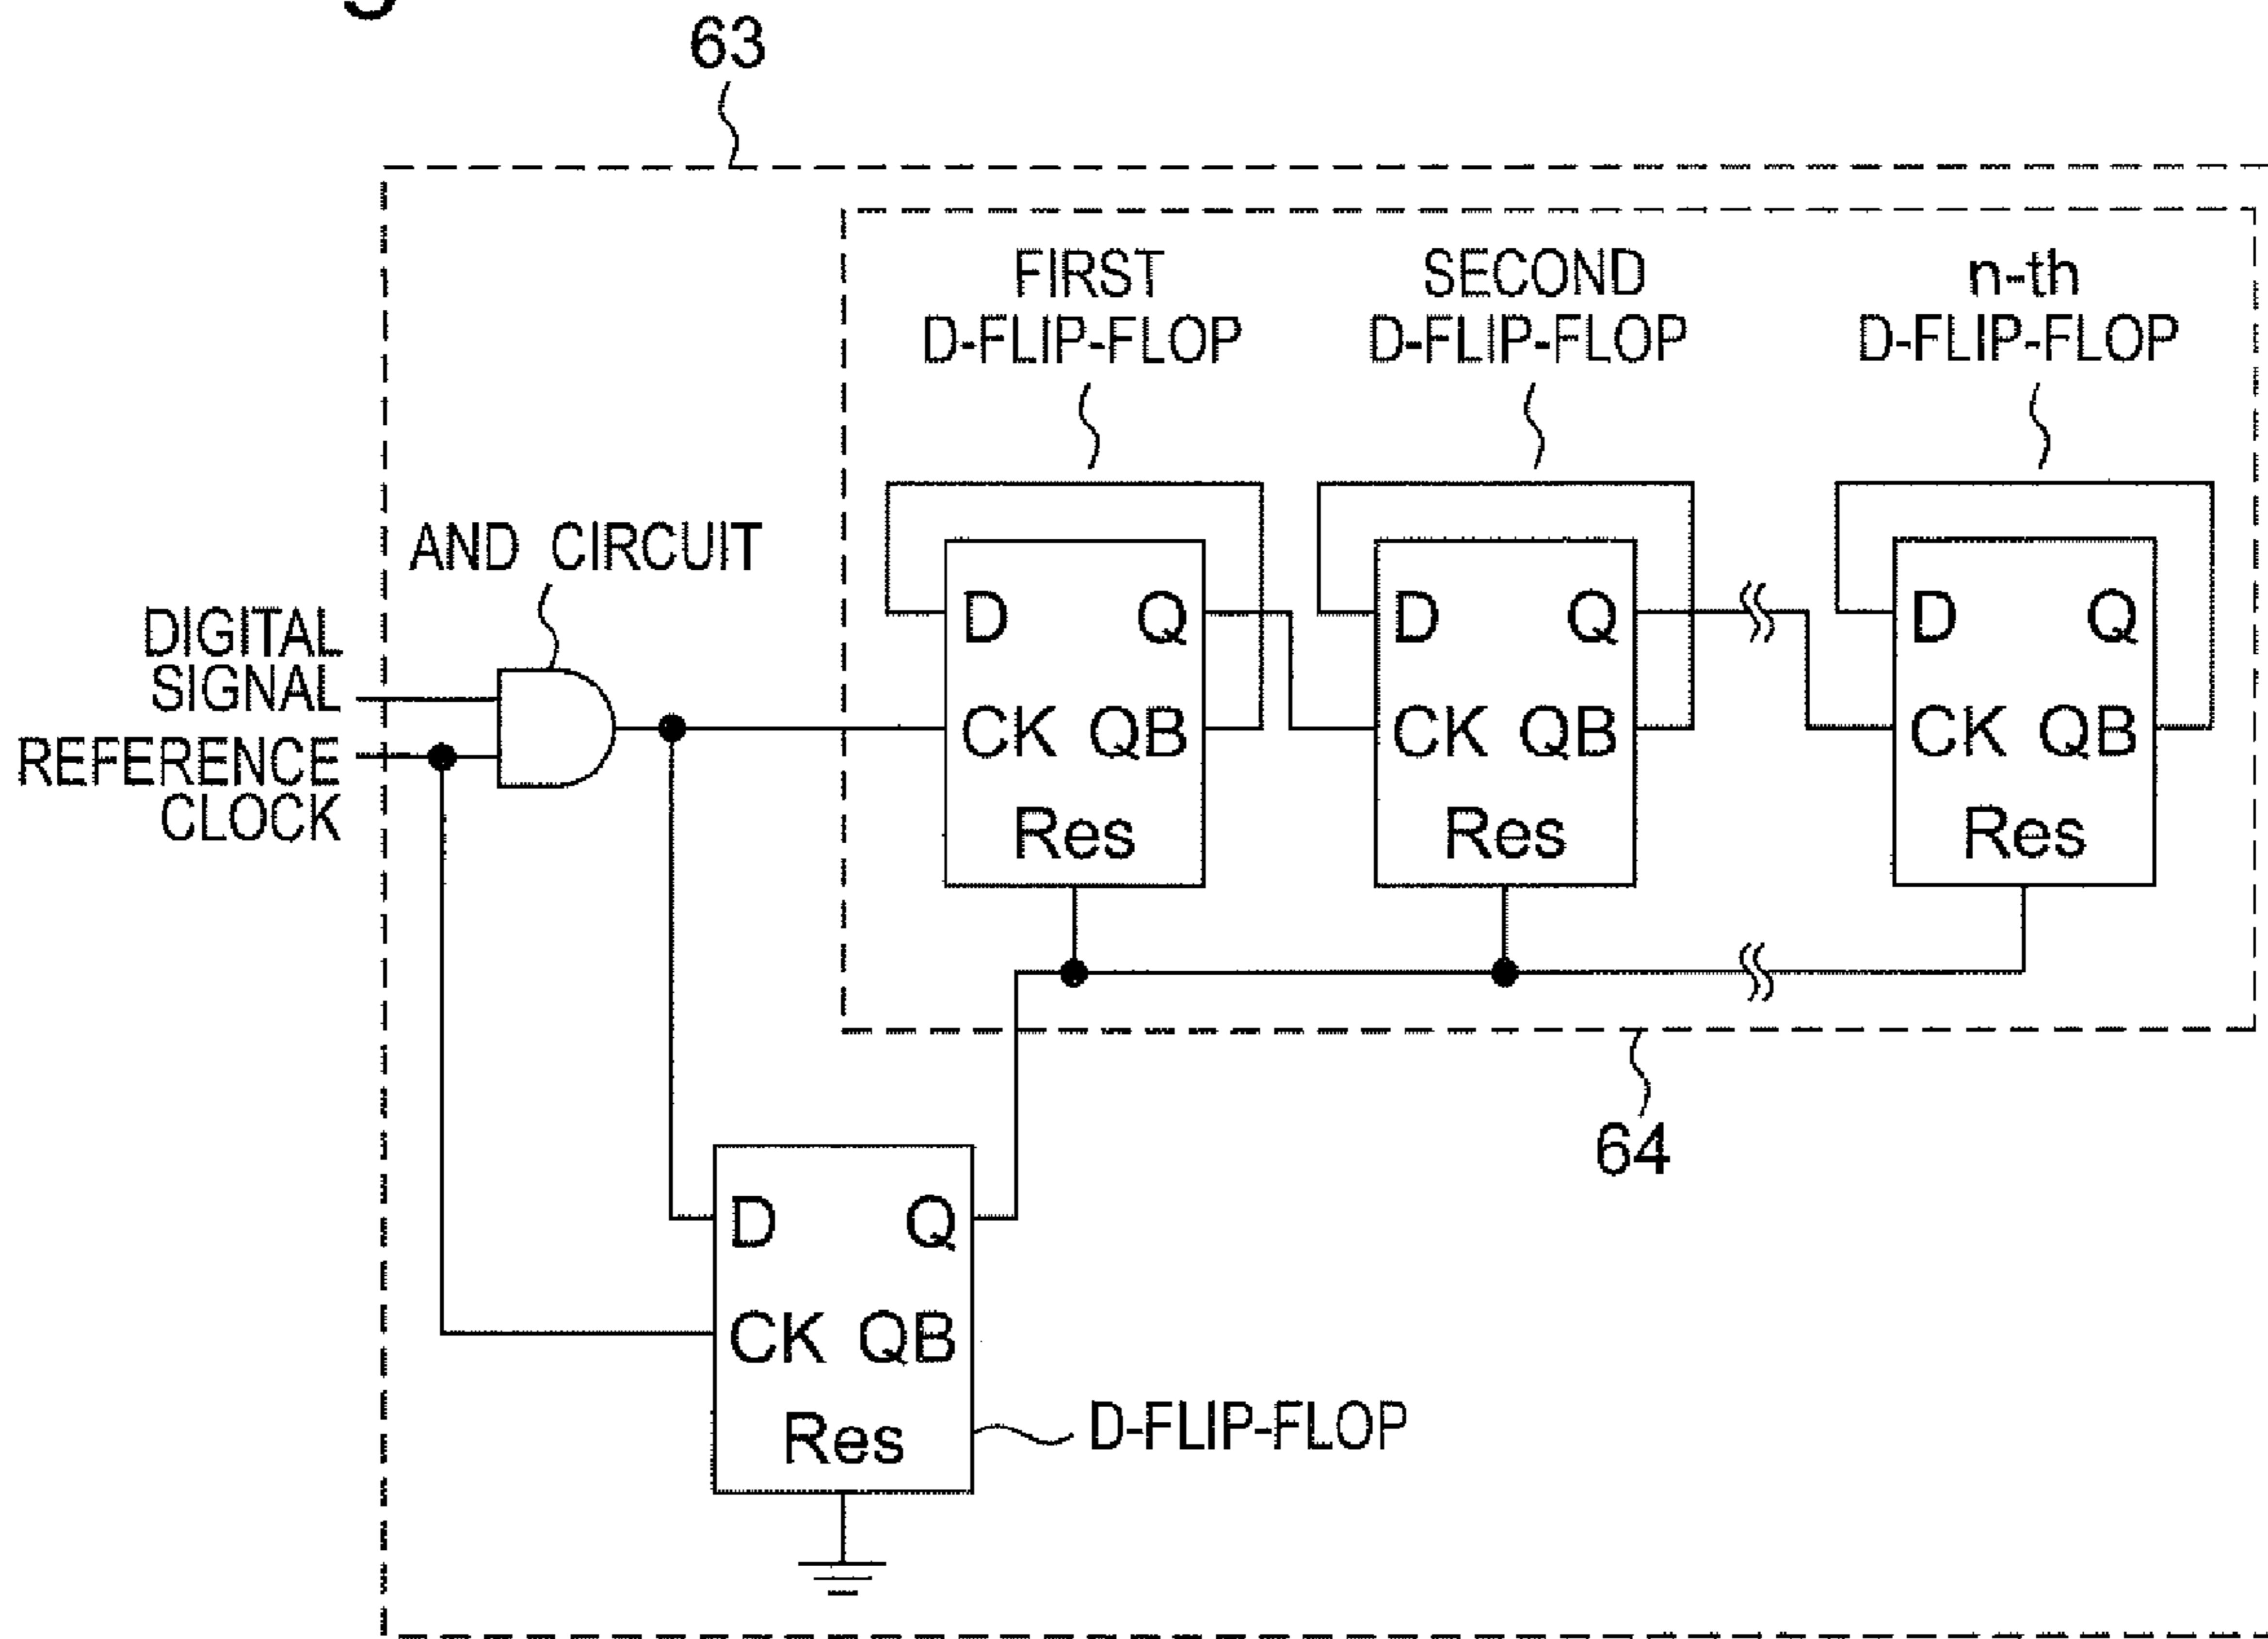 63
FIRST
D-FLIP-FLOP
SECOND
D-FLIP-FLOP
n-th
D-FLIP-FLOP
AND CIRCUIT
DIGITAL
SIGNAL
REFERENCE
CLOCK
D Q
CK QB
Res
D Q
CK QB
Res
D Q
CK QB
Res
64
D Q
CK QB
Res
D-FLIP-FLOP